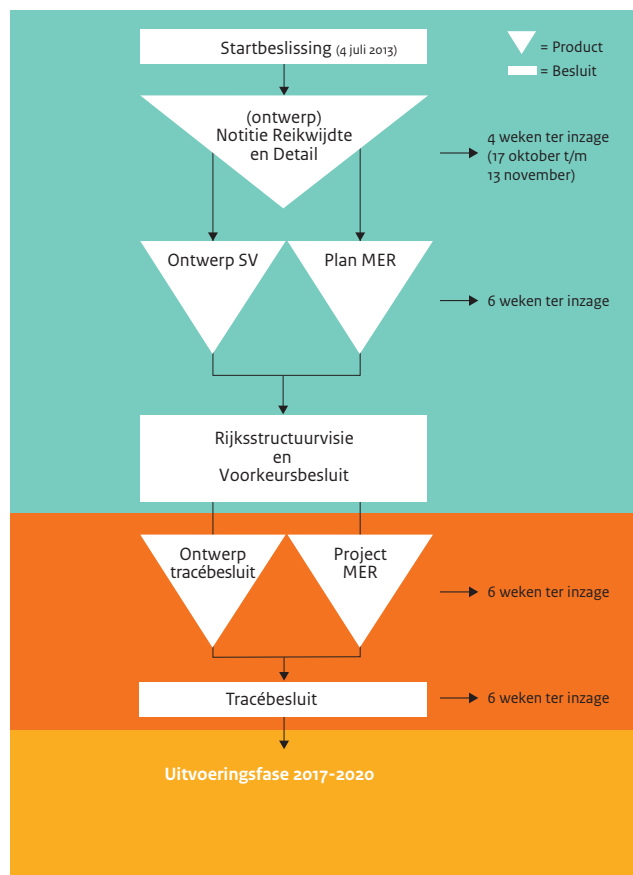 Startbeslissing (4 juli 2013)
= Product
= Besluit
(ontwerp)
Notitie Reikwijdte
en Detail
4 weken ter inzage
(17 oktober t/m
13 november)
Ontwerp SV
Plan MER
6 weken ter inzage
Rijksstructuurvisie
en
Voorkeursbesluit
Ontwerp
tracébesluit
Project
MER
6 weken ter inzage
Tracébesluit
6 weken ter inzage
Uitvoeringsfase 2017-2020